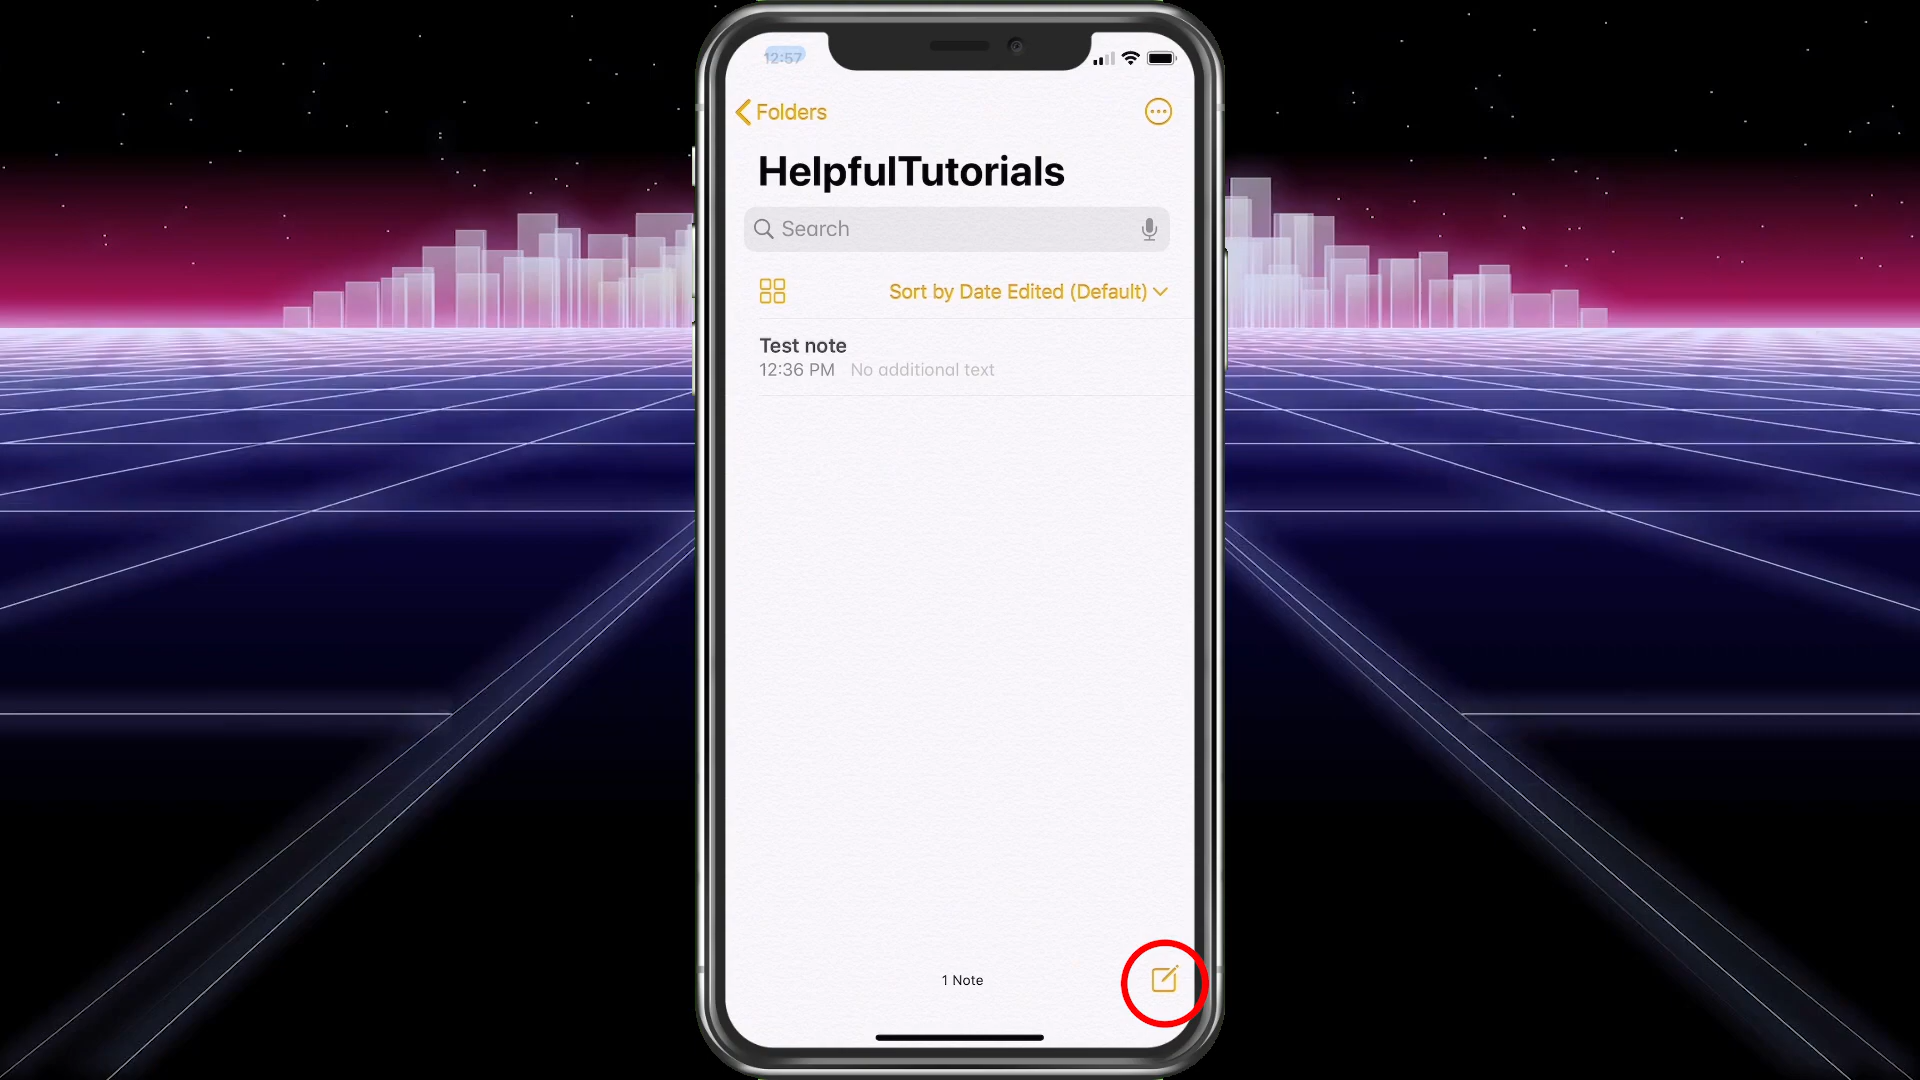 12:57
Folders
HelpfulTutorials
Search
Sort by Date Edited (Default)
Test note
12:36 PM No additional text
1 Note